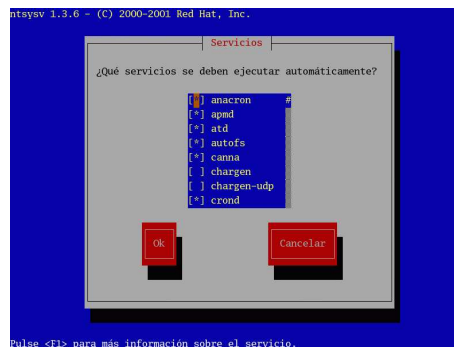 ntsysv 1.3.6 - (C) 2000-2001 Red Hat, Inc.
Servicios
¿Qué servicios se deben ejecutar automáticamente?
[*] anacron #
[*] apmd
[*] atd
[*] autofs
[*] canna
[ ] chargen
[ ] chargen-udp
[*] crond
Ok Cancelar
Pulse <F1> para más información sobre el servicio.